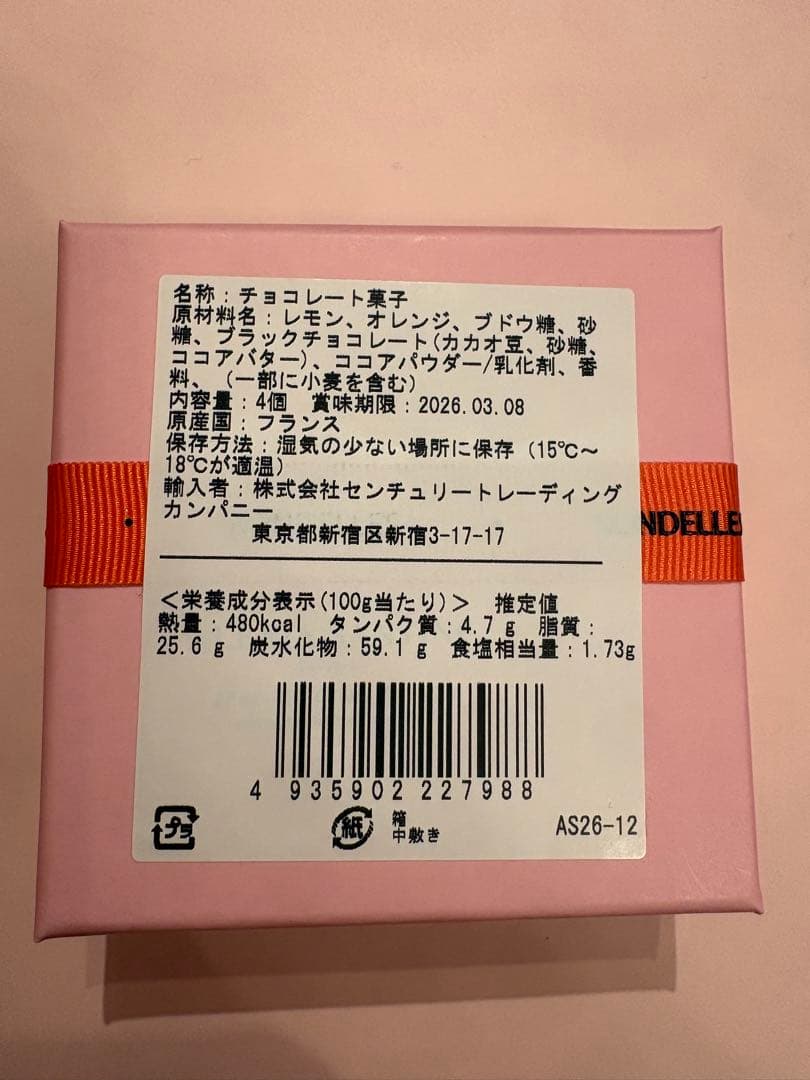 名称：チョコレート菓子
原材料名：レモン、オレンジ、ブドウ糖、砂
糖、ブラックチョコレート(カカオ豆、砂糖、
ココアバター)、ココアパウダー/乳化剤、香
料、（一部に小麦を含む）
内容量：4個　賞味期限：2026.03.08
原産国：フランス
保存方法：湿気の少ない場所に保存（15℃～
18℃が適温）
輸入者：株式会社センチュリートレーディング
カンパニー
東京都新宿区新宿3-17-17
NDELLE
＜栄養成分表示(100g当たり)＞　推定値
熱量：480kcal　タンパク質：4.7 g　脂質：
25.6 g　炭水化物：59.1 g　食塩相当量：1.73g
4 935902 227988
プラ
紙
箱
中敷き
AS26-12